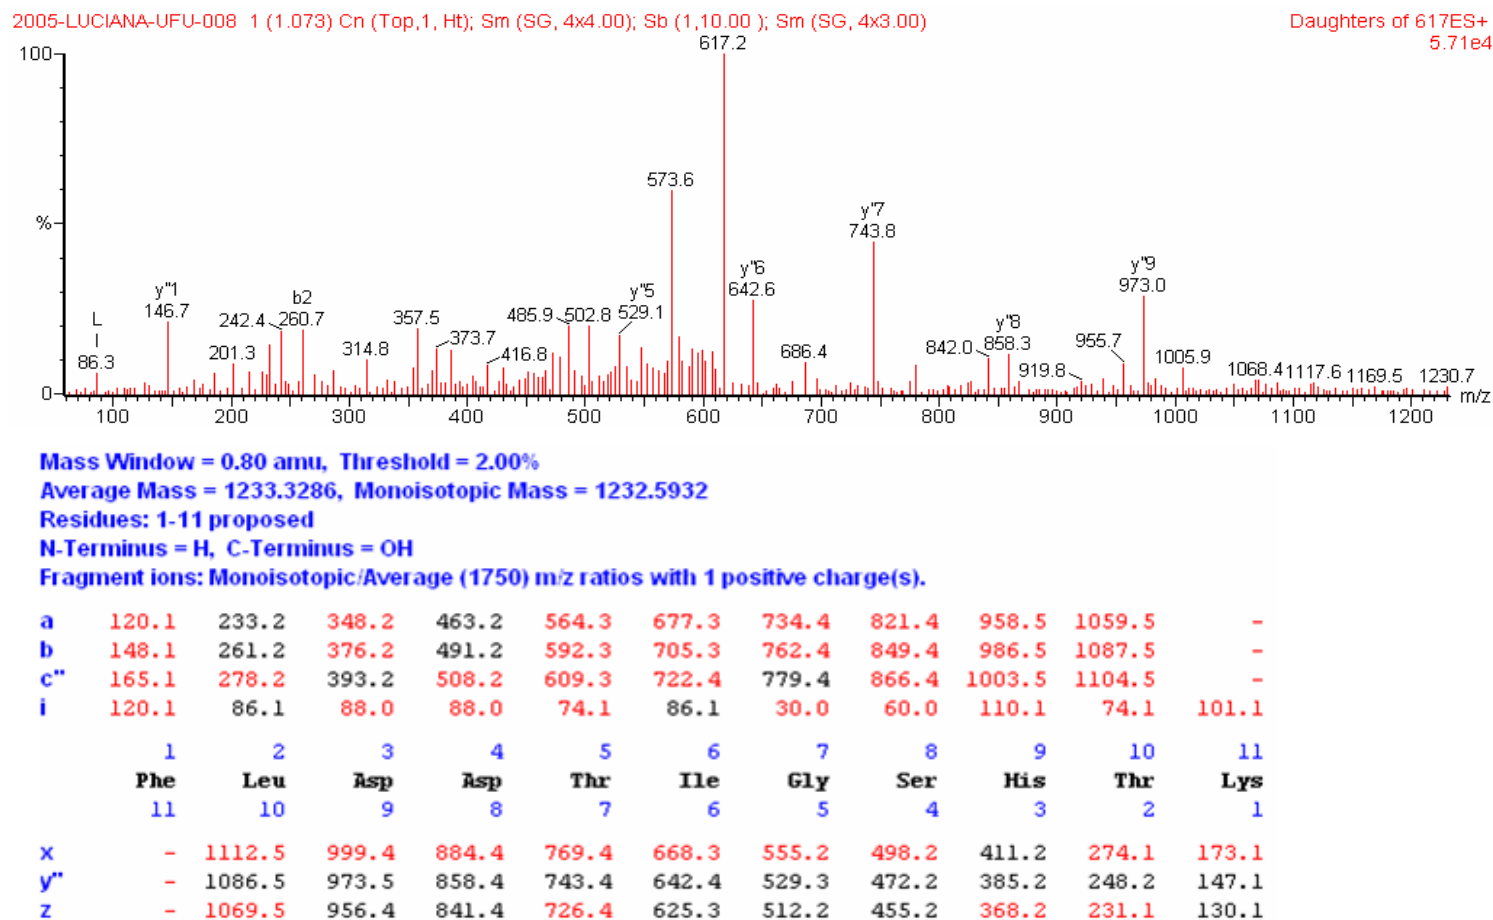 2005-LUCIANA-UFU-008 1 (1.073) Cn (Top,1, Ht); Sm (SG, 4x4.00); Sb (1,10.00 ); Sm (SG, 4x3.00)
Daughters of 617ES+
5.71e4
100
%
0
617.2
573.6
y"7
743.8
y"6
642.6
y"9
973.0
y"8
858.3
L
I
86.3
y"1
146.7
201.3
242.4
b2
260.7
314.8
357.5
373.7
416.8
485.9
502.8
y"5
529.1
686.4
842.0
919.8
955.7
1005.9
1068.4
1117.6
1169.5
1230.7
m/z
100 200 300 400 500 600 700 800 900 1000 1100 1200
Mass Window = 0.80 amu, Threshold = 2.00%
Average Mass = 1233.3286, Monoisotopic Mass = 1232.5932
Residues: 1-11 proposed
N-Terminus = H, C-Terminus = OH
Fragment ions: Monoisotopic/Average (1750) m/z ratios with 1 positive charge(s).
a 120.1 233.2 348.2 463.2 564.3 677.3 734.4 821.4 958.5 1059.5 -
b 148.1 261.2 376.2 491.2 592.3 705.3 762.4 849.4 986.5 1087.5 -
c" 165.1 278.2 393.2 508.2 609.3 722.4 779.4 866.4 1003.5 1104.5 -
i 120.1 86.1 88.0 88.0 74.1 86.1 30.0 60.0 110.1 74.1 101.1
1 2 3 4 5 6 7 8 9 10 11
Phe Leu Asp Asp Thr Ile Gly Ser His Thr Lys
11 10 9 8 7 6 5 4 3 2 1
x - 1112.5 999.4 884.4 769.4 668.3 555.2 498.2 411.2 274.1 173.1
y" - 1086.5 973.5 858.4 743.4 642.4 529.3 472.2 385.2 248.2 147.1
z - 1069.5 956.4 841.4 726.4 625.3 512.2 455.2 368.2 231.1 130.1